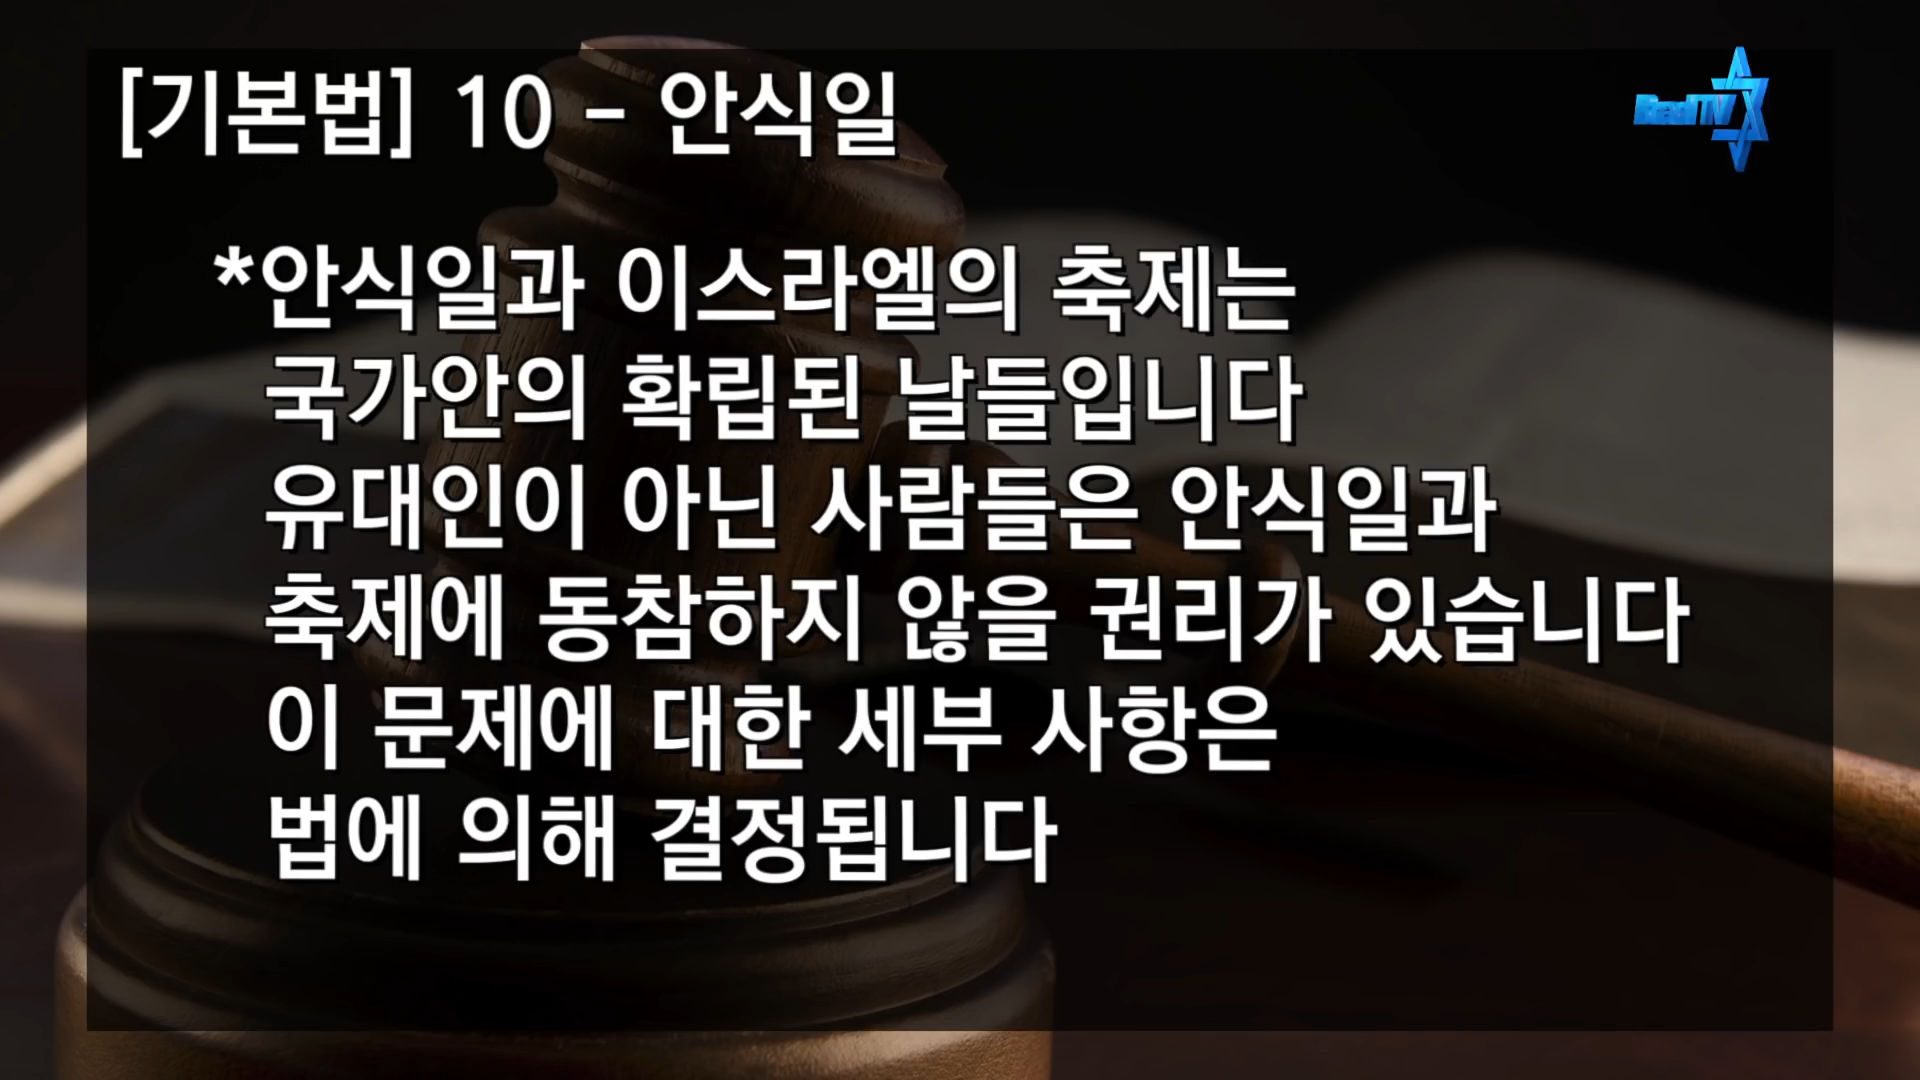 [기본법] 10 - 안식일
Brad TV
*안식일과 이스라엘의 축제는
국가안의 확립된 날들입니다
유대인이 아닌 사람들은 안식일과
축제에 동참하지 않을 권리가 있습니다
이 문제에 대한 세부 사항은
법에 의해 결정됩니다